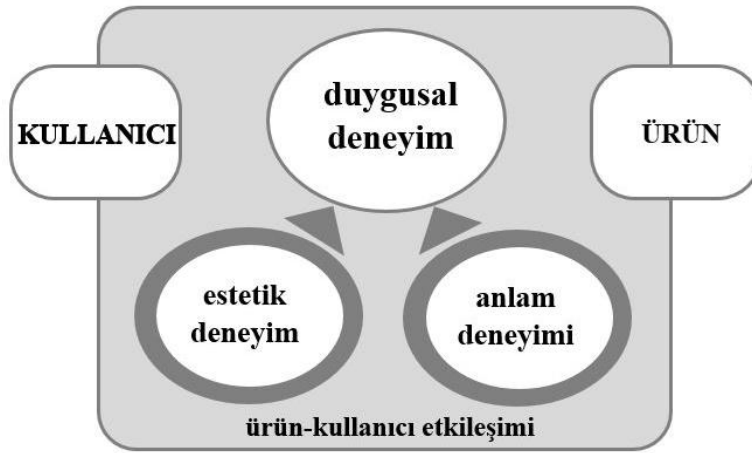 duygusal
deneyim
KULLANICI
ÜRÜN
estetik
deneyim
anlam
deneyimi
ürün-kullanıcı etkileşimi